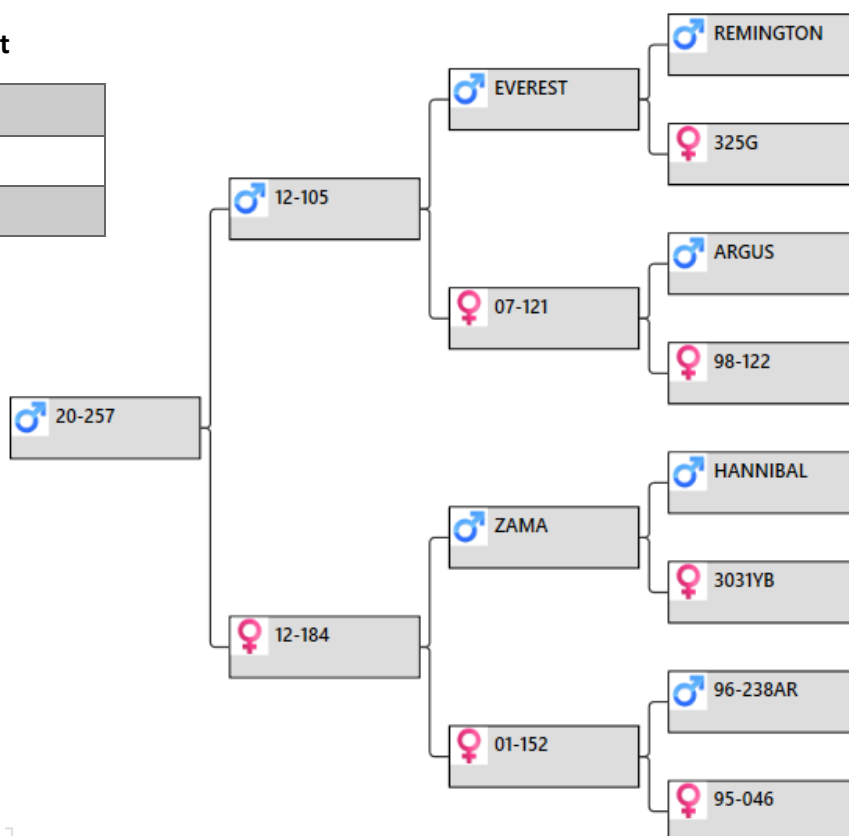 t
REMINGTON
EVEREST
325G
12-105
ARGUS
07-121
98-122
20-257
HANNIBAL
ZAMA
3031YB
12-184
96-238AR
01-152
95-046